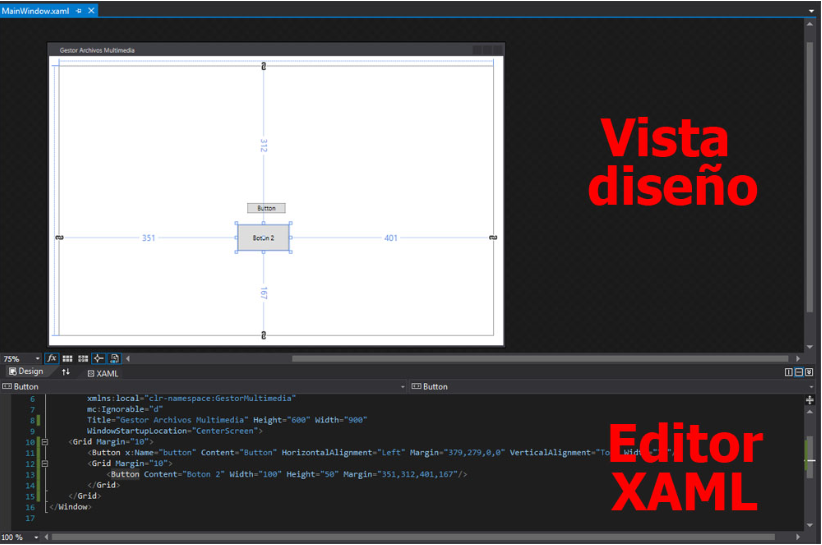 MainWindow.xaml
Gestor Archivos Multimedia
312
Button
351
Boton 2
401
167
Vista
diseño
75%
fx
Design
XAML
Button
Button
6 xmlns:local="clr-namespace:GestorMultimedia"
7 mc:Ignorable="d"
8 Title="Gestor Archivos Multimedia" Height="600" Width="900"
9 WindowStartupLocation="CenterScreen">
10 <Grid Margin="10">
11 <Button x:Name="button" Content="Button" HorizontalAlignment="Left" Margin="379,279,0,0" VerticalAlignment="To
12 <Grid Margin="10">
13 <Button Content="Boton 2" Width="100" Height="50" Margin="351,312,401,167"/>
14 </Grid>
15 </Grid>
16 </Window>
17
Editor
XAML
100 %